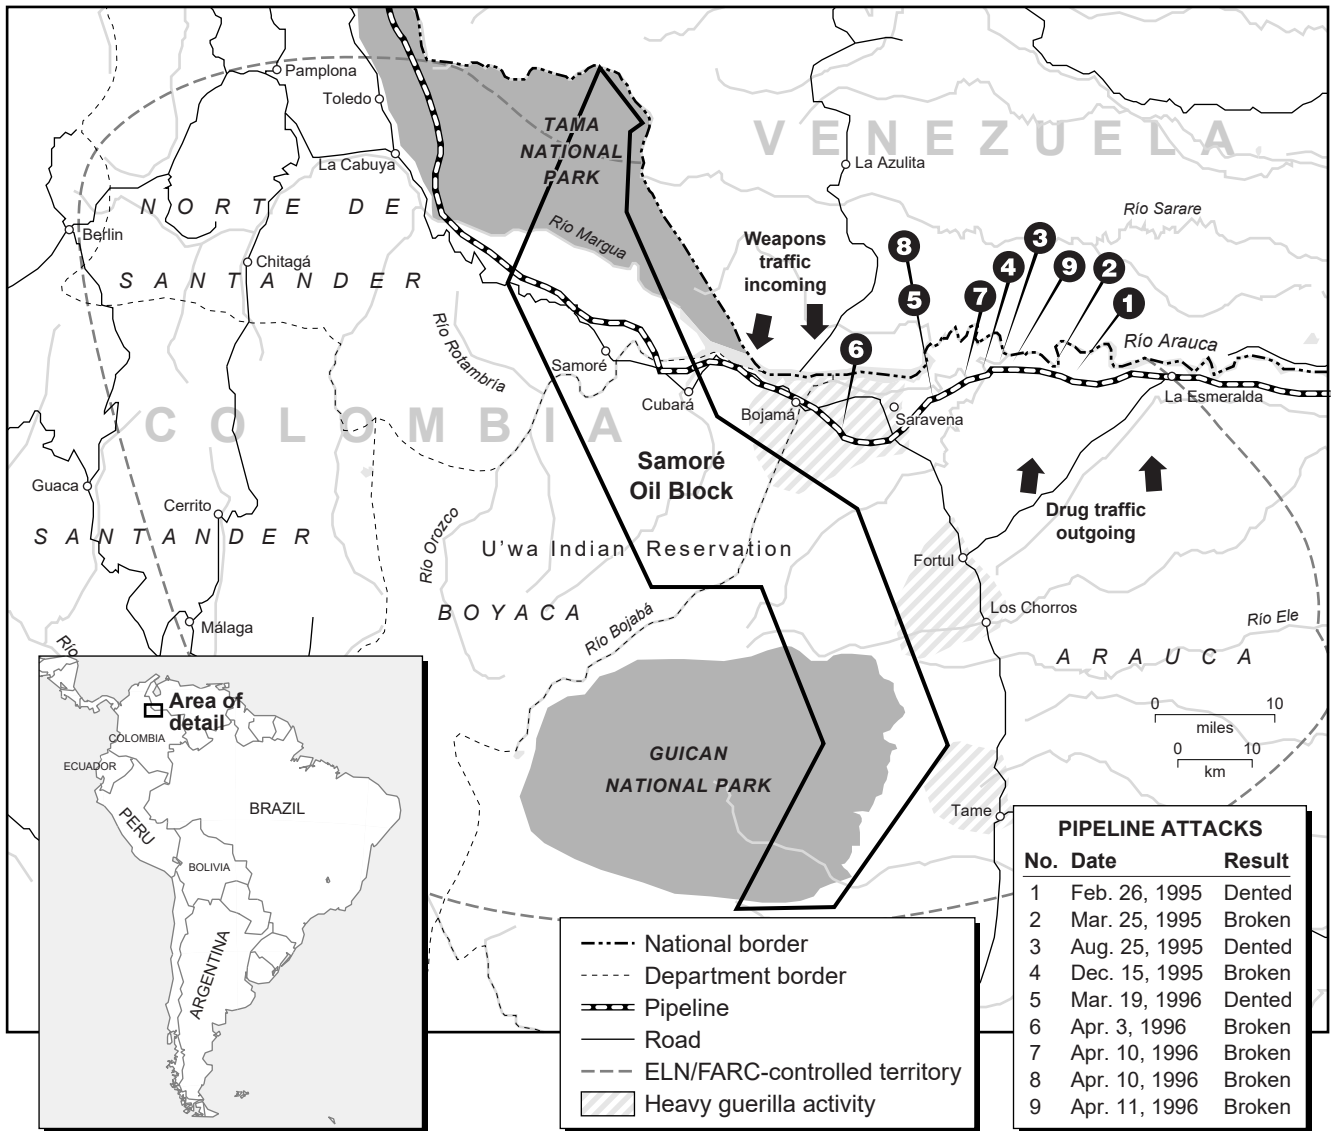 Pamplona
Toledo
TAMA
NATIONAL
PARK
VENEZUELA
La Cabuya
La Azulita
NORTE DE
SANTANDER
Berlin
Chitagá
Río Margua
Río Sarare
Weapons
traffic
incoming
8
3
4
9
2
5
7
1
6
Río Arauca
Río Rotambría
Samoré
Cubará
Bojamá
Saravena
La Esmeralda
COLOMBIA
Samoré
Oil Block
Guaca
Cerrito
SANTANDER
Río Orozco
U'wa Indian Reservation
Drug traffic
outgoing
Fortul
Los Chorros
BOYACA
Río Bojabá
Río Ele
Málaga
Río
ARAUCA
0 10
miles
0 10
km
GUICAN
NATIONAL PARK
Tame
Area of
detail
COLOMBIA
ECUADOR
PERU
BRAZIL
BOLIVIA
ARGENTINA
National border
Department border
Pipeline
Road
ELN/FARC-controlled territory
Heavy guerilla activity
PIPELINE ATTACKS
No. Date Result
1 Feb. 26, 1995 Dented
2 Mar. 25, 1995 Broken
3 Aug. 25, 1995 Dented
4 Dec. 15, 1995 Broken
5 Mar. 19, 1996 Dented
6 Apr. 3, 1996 Broken
7 Apr. 10, 1996 Broken
8 Apr. 10, 1996 Broken
9 Apr. 11, 1996 Broken